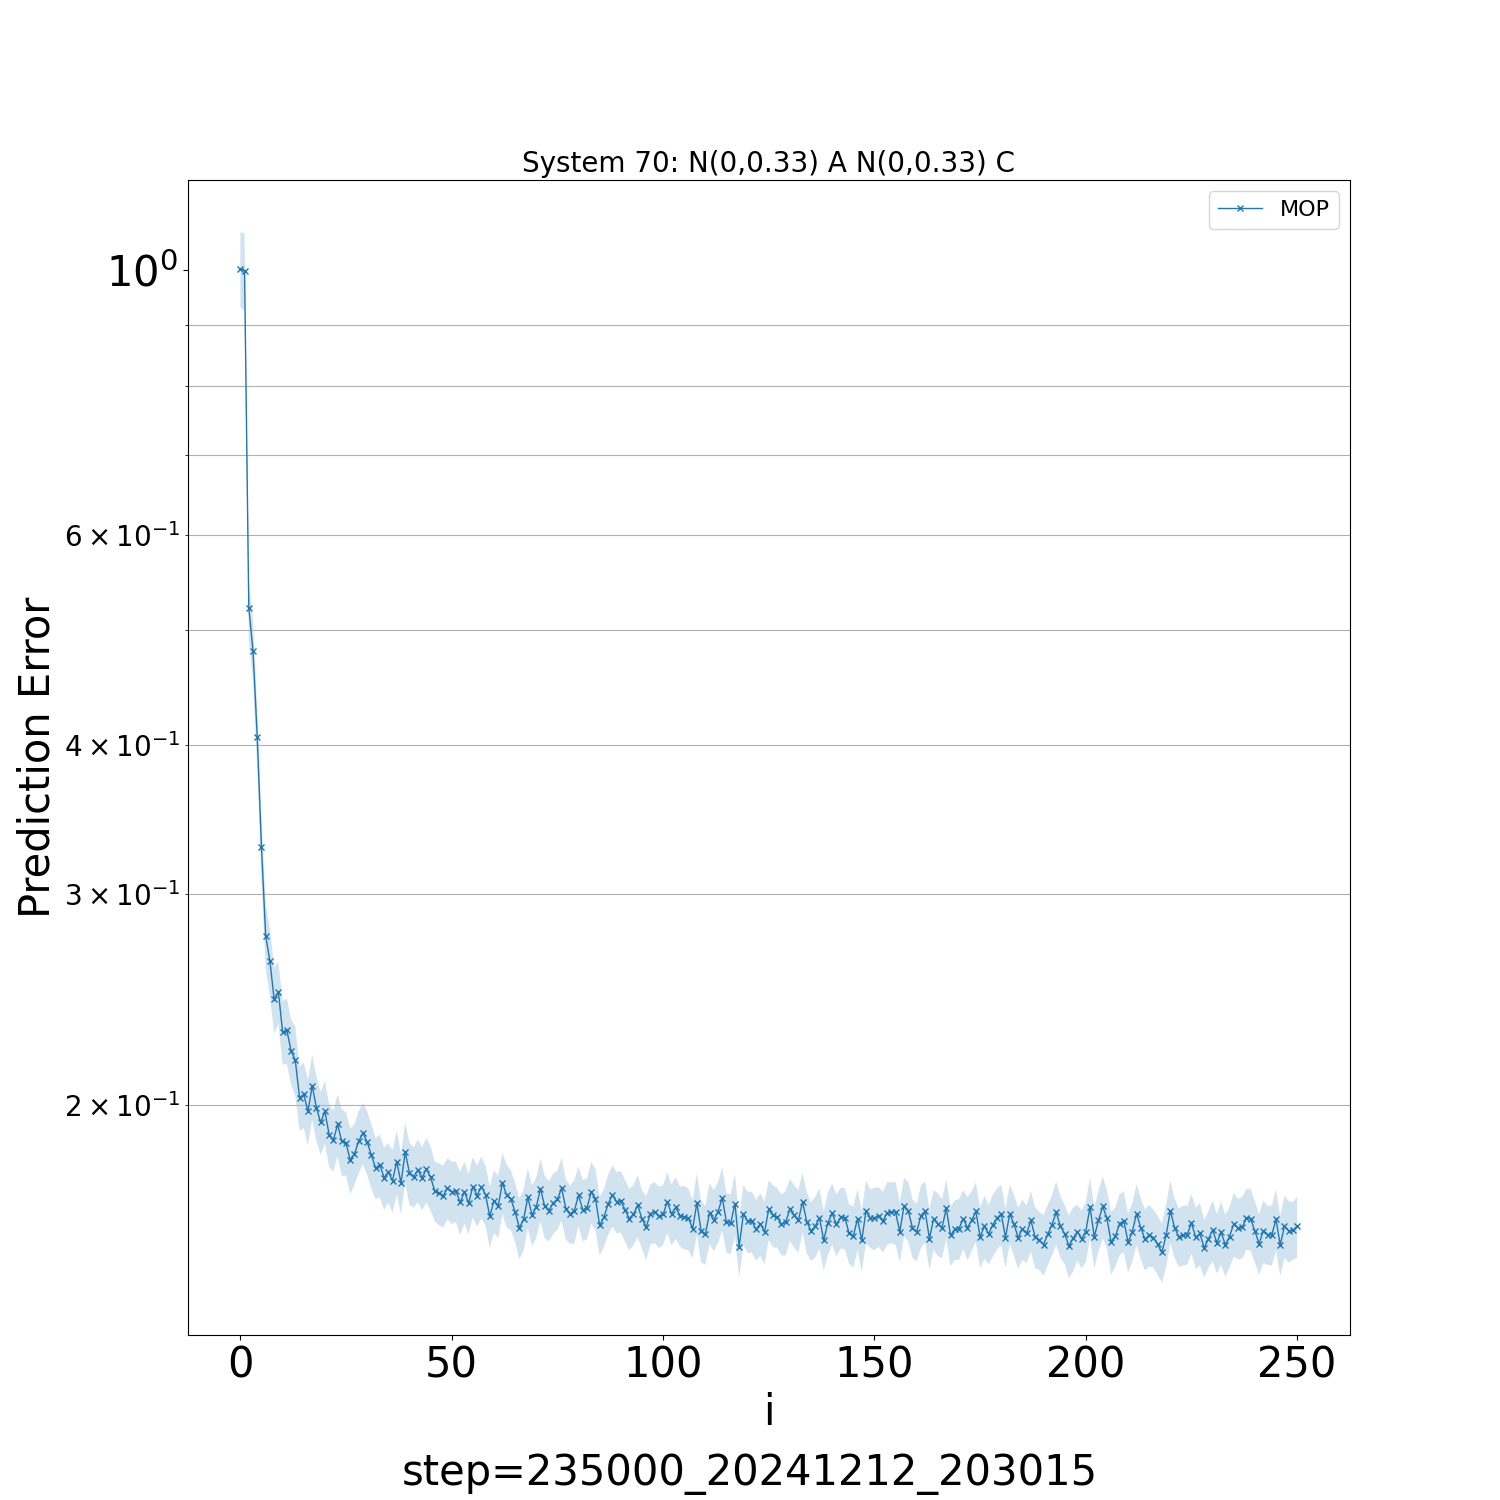 System 70: N(0,0.33) A N(0,0.33) C
MOP
10⁰
6 × 10⁻¹
4 × 10⁻¹
3 × 10⁻¹
2 × 10⁻¹
Prediction Error
0 50 100 150 200 250
i
step=235000_20241212_203015